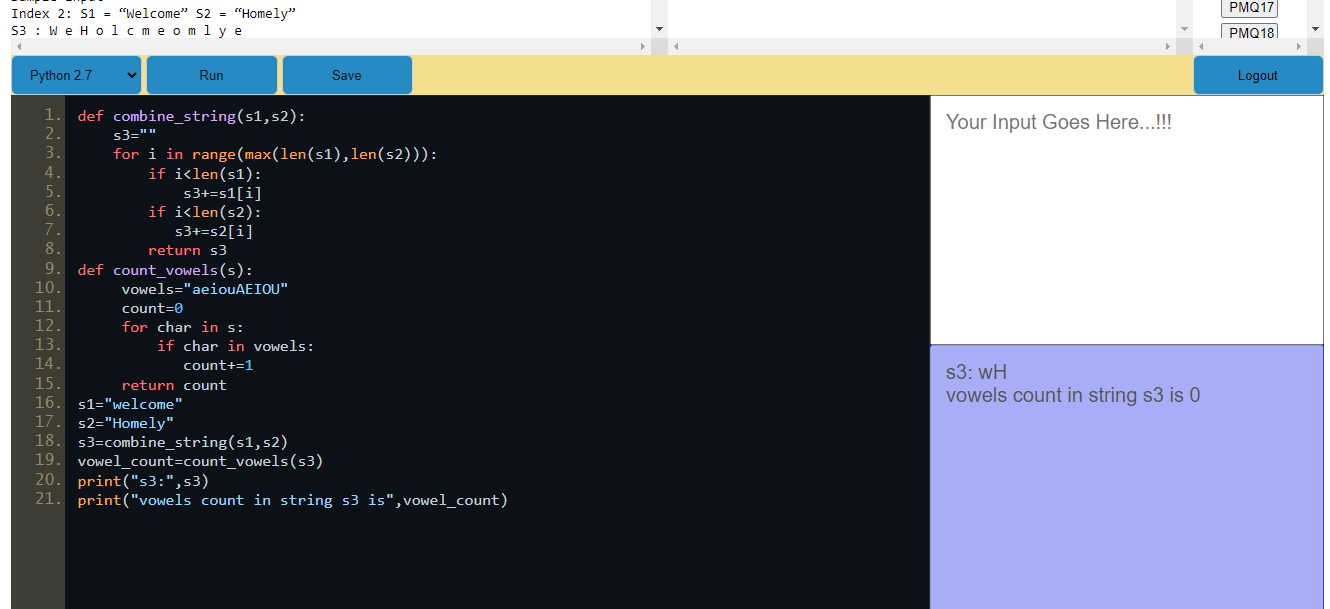 Index 2: S1 = “Welcome” S2 = “Homely”
S3 : W e H o l c m e o m l y e
PMQ17
PMQ18
Python 2.7
Run
Save
Logout
1. def combine_string(s1,s2):
2.     s3=""
3.     for i in range(max(len(s1),len(s2))):
4.         if i<len(s1):
5.             s3+=s1[i]
6.         if i<len(s2):
7.            s3+=s2[i]
8.         return s3
9. def count_vowels(s):
10.      vowels="aeiouAEIOU"
11.      count=0
12.      for char in s:
13.          if char in vowels:
14.             count+=1
15.      return count
16. s1="welcome"
17. s2="Homely"
18. s3=combine_string(s1,s2)
19. vowel_count=count_vowels(s3)
20. print("s3:",s3)
21. print("vowels count in string s3 is",vowel_count)
Your Input Goes Here...!!!
s3: wH
vowels count in string s3 is 0